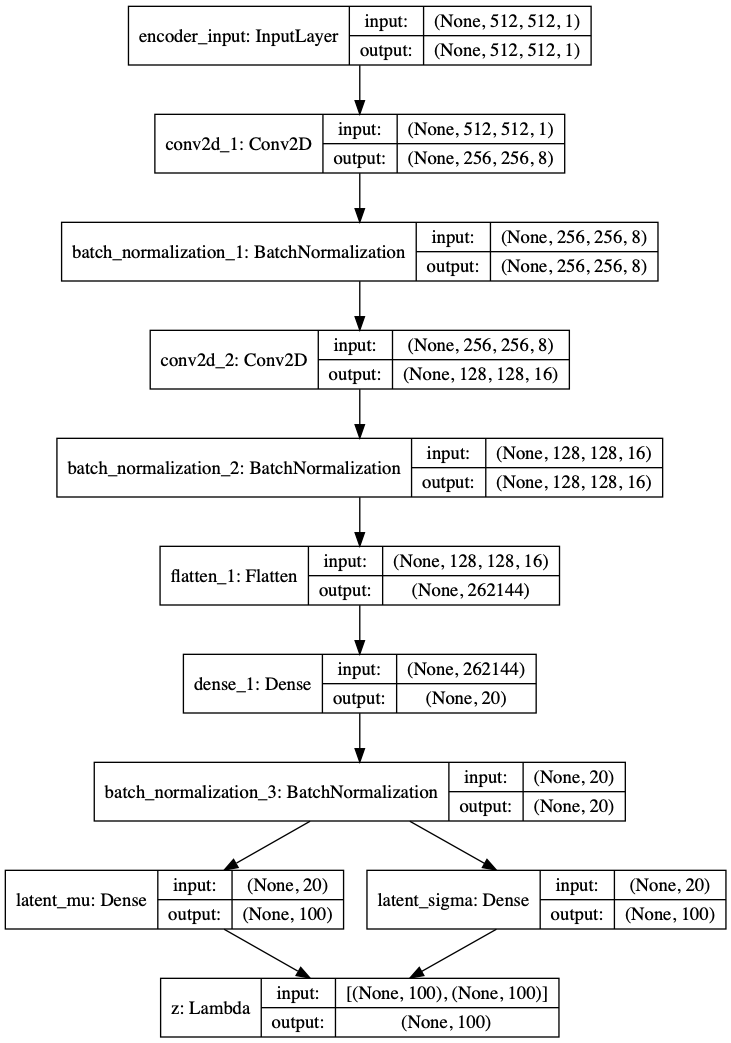 encoder_input: InputLayer
input: (None, 512, 512, 1)
output: (None, 512, 512, 1)
conv2d_1: Conv2D
input: (None, 512, 512, 1)
output: (None, 256, 256, 8)
batch_normalization_1: BatchNormalization
input: (None, 256, 256, 8)
output: (None, 256, 256, 8)
conv2d_2: Conv2D
input: (None, 256, 256, 8)
output: (None, 128, 128, 16)
batch_normalization_2: BatchNormalization
input: (None, 128, 128, 16)
output: (None, 128, 128, 16)
flatten_1: Flatten
input: (None, 128, 128, 16)
output: (None, 262144)
dense_1: Dense
input: (None, 262144)
output: (None, 20)
batch_normalization_3: BatchNormalization
input: (None, 20)
output: (None, 20)
latent_mu: Dense
input: (None, 20)
output: (None, 100)
latent_sigma: Dense
input: (None, 20)
output: (None, 100)
z: Lambda
input: [(None, 100), (None, 100)]
output: (None, 100)